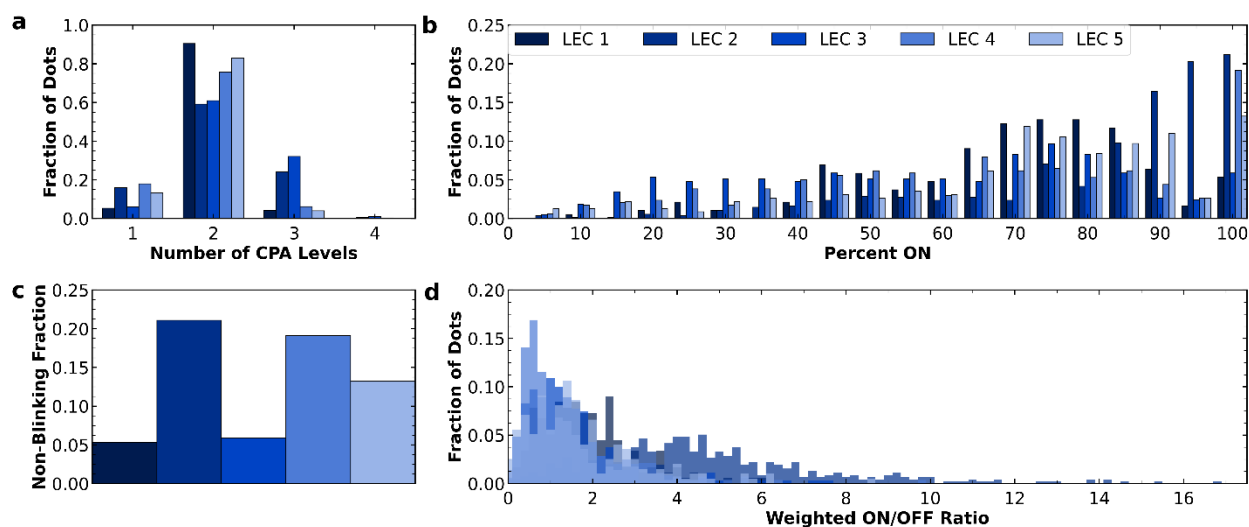 a
1.0
0.8
0.6
0.4
0.2
0.0
Fraction of Dots
1 2 3 4
Number of CPA Levels
b
0.25
0.20
0.15
0.10
0.05
0.00
Fraction of Dots
LEC 1 LEC 2 LEC 3 LEC 4 LEC 5
0 10 20 30 40 50 60 70 80 90 100
Percent ON
c
0.25
0.20
0.15
0.10
0.05
0.00
Non-Blinking Fraction
d
0.20
0.15
0.10
0.05
0.00
Fraction of Dots
0 2 4 6 8 10 12 14 16
Weighted ON/OFF Ratio